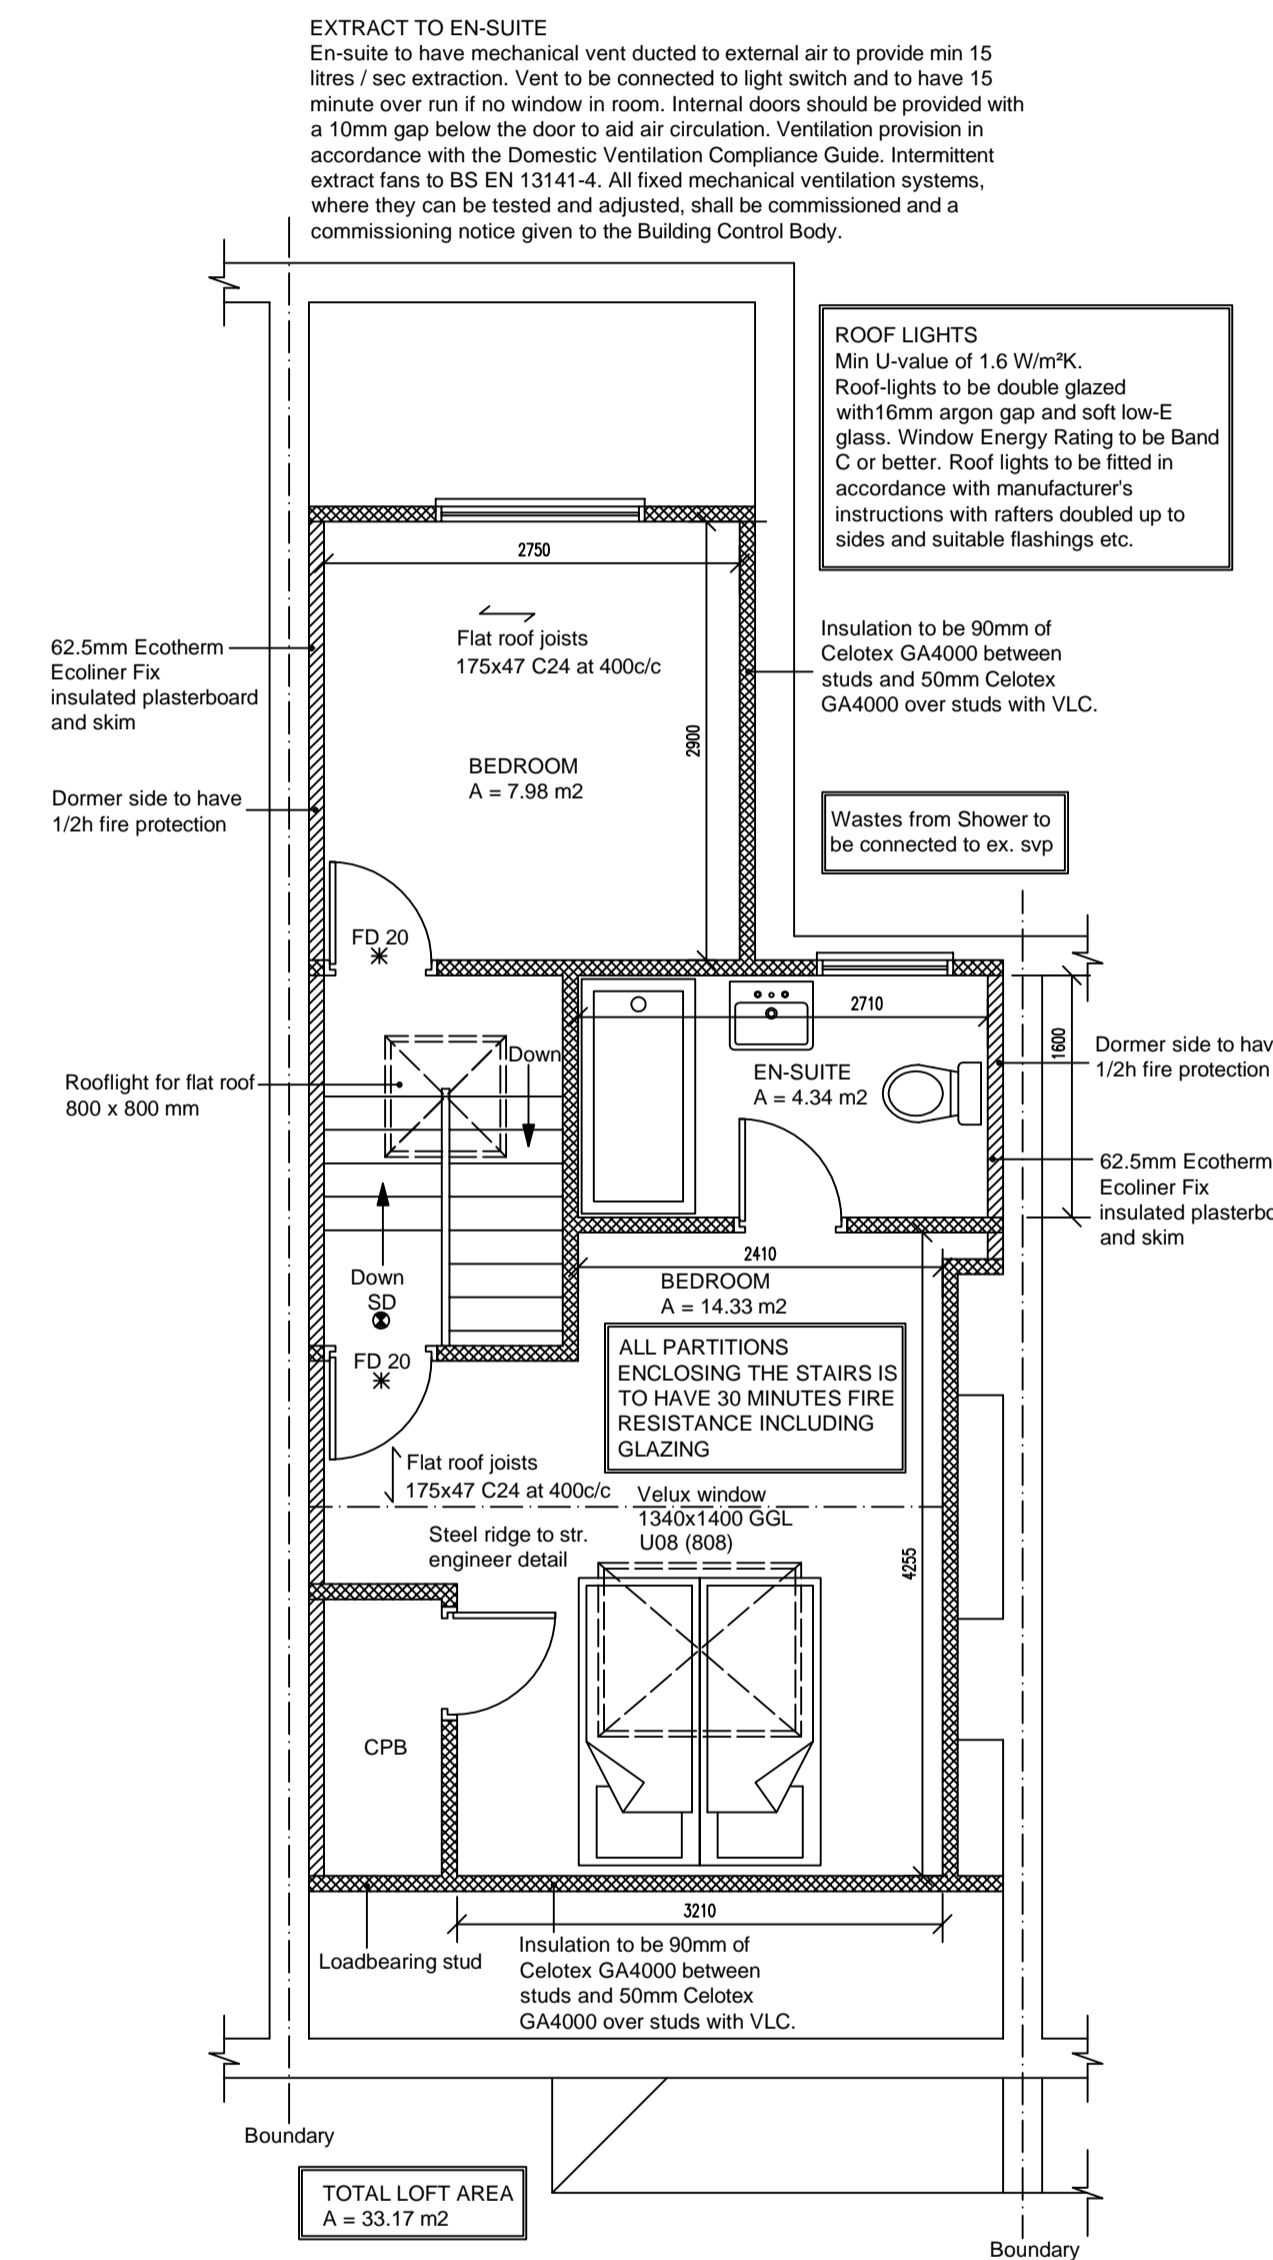 EXTRACT TO EN-SUITE
En-suite to have mechanical vent ducted to external air to provide min 15
litres / sec extraction. Vent to be connected to light switch and to have 15
minute over run if no window in room. Internal doors should be provided with
a 10mm gap below the door to aid air circulation. Ventilation provision in
accordance with the Domestic Ventilation Compliance Guide. Intermittent
extract fans to BS EN 13141-4. All fixed mechanical ventilation systems,
where they can be tested and adjusted, shall be commissioned and a
commissioning notice given to the Building Control Body.
ROOF LIGHTS
Min U-value of 1.6 W/m²K.
Roof-lights to be double glazed
with16mm argon gap and soft low-E
glass. Window Energy Rating to be Band
C or better. Roof lights to be fitted in
accordance with manufacturer's
instructions with rafters doubled up to
sides and suitable flashings etc.
2750
Flat roof joists
175x47 C24 at 400c/c
62.5mm Ecotherm
Ecoliner Fix
insulated plasterboard
and skim
Insulation to be 90mm of
Celotex GA4000 between
studs and 50mm Celotex
GA4000 over studs with VLC.
2900
BEDROOM
A = 7.98 m2
Dormer side to have
1/2h fire protection
Wastes from Shower to
be connected to ex. svp
FD 20
2710
1600
Down
EN-SUITE
A = 4.34 m2
Rooflight for flat roof
800 x 800 mm
Dormer side to hav
1/2h fire protection
62.5mm Ecotherm
Ecoliner Fix
insulated plasterbo
and skim
2410
Down
SD
FD 20
BEDROOM
A = 14.33 m2
ALL PARTITIONS
ENCLOSING THE STAIRS IS
TO HAVE 30 MINUTES FIRE
RESISTANCE INCLUDING
GLAZING
Flat roof joists
175x47 C24 at 400c/c
Velux window
1340x1400 GGL
U08 (808)
Steel ridge to str.
engineer detail
4255
CPB
3210
Loadbearing stud
Insulation to be 90mm of
Celotex GA4000 between
studs and 50mm Celotex
GA4000 over studs with VLC.
Boundary
TOTAL LOFT AREA
A = 33.17 m2
Boundary